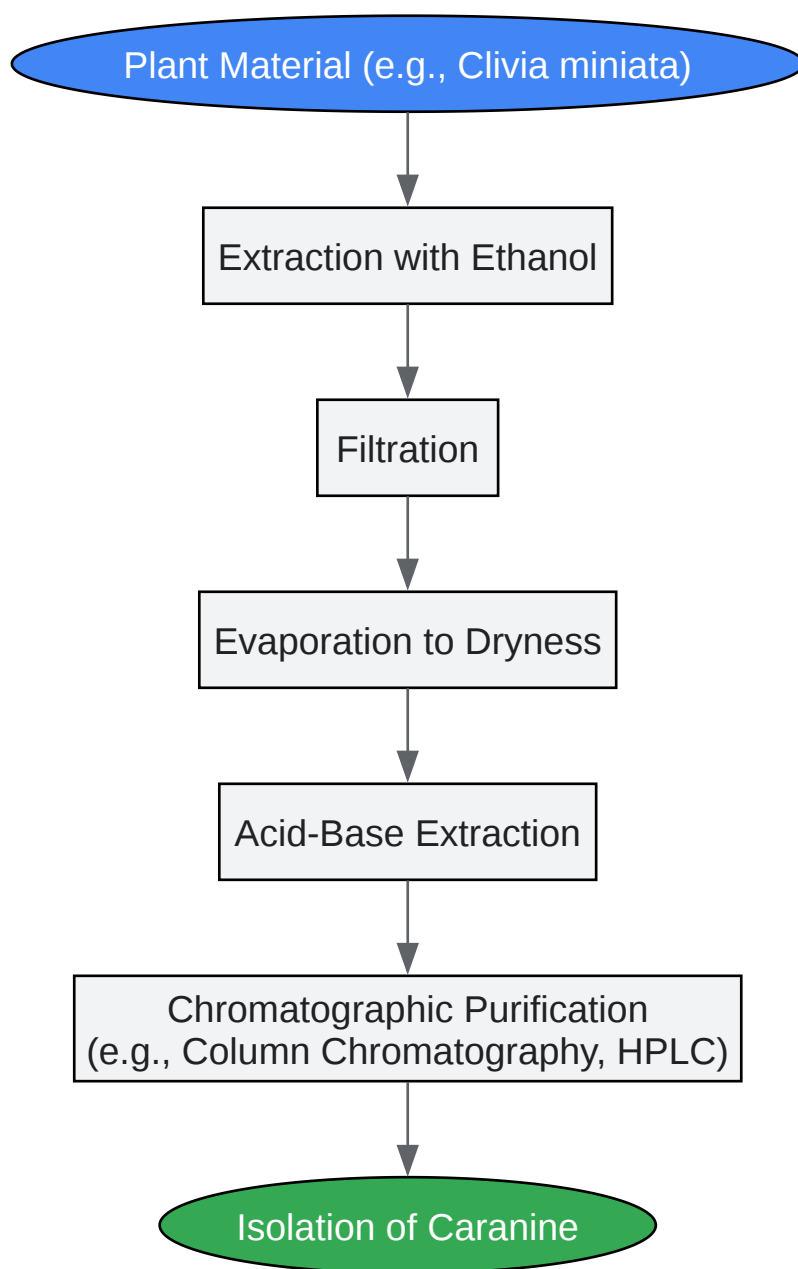 Plant Material (e.g., Clivia miniata)
Extraction with Ethanol
Filtration
Evaporation to Dryness
Acid-Base Extraction
Chromatographic Purification
(e.g., Column Chromatography, HPLC)
Isolation of Caranine